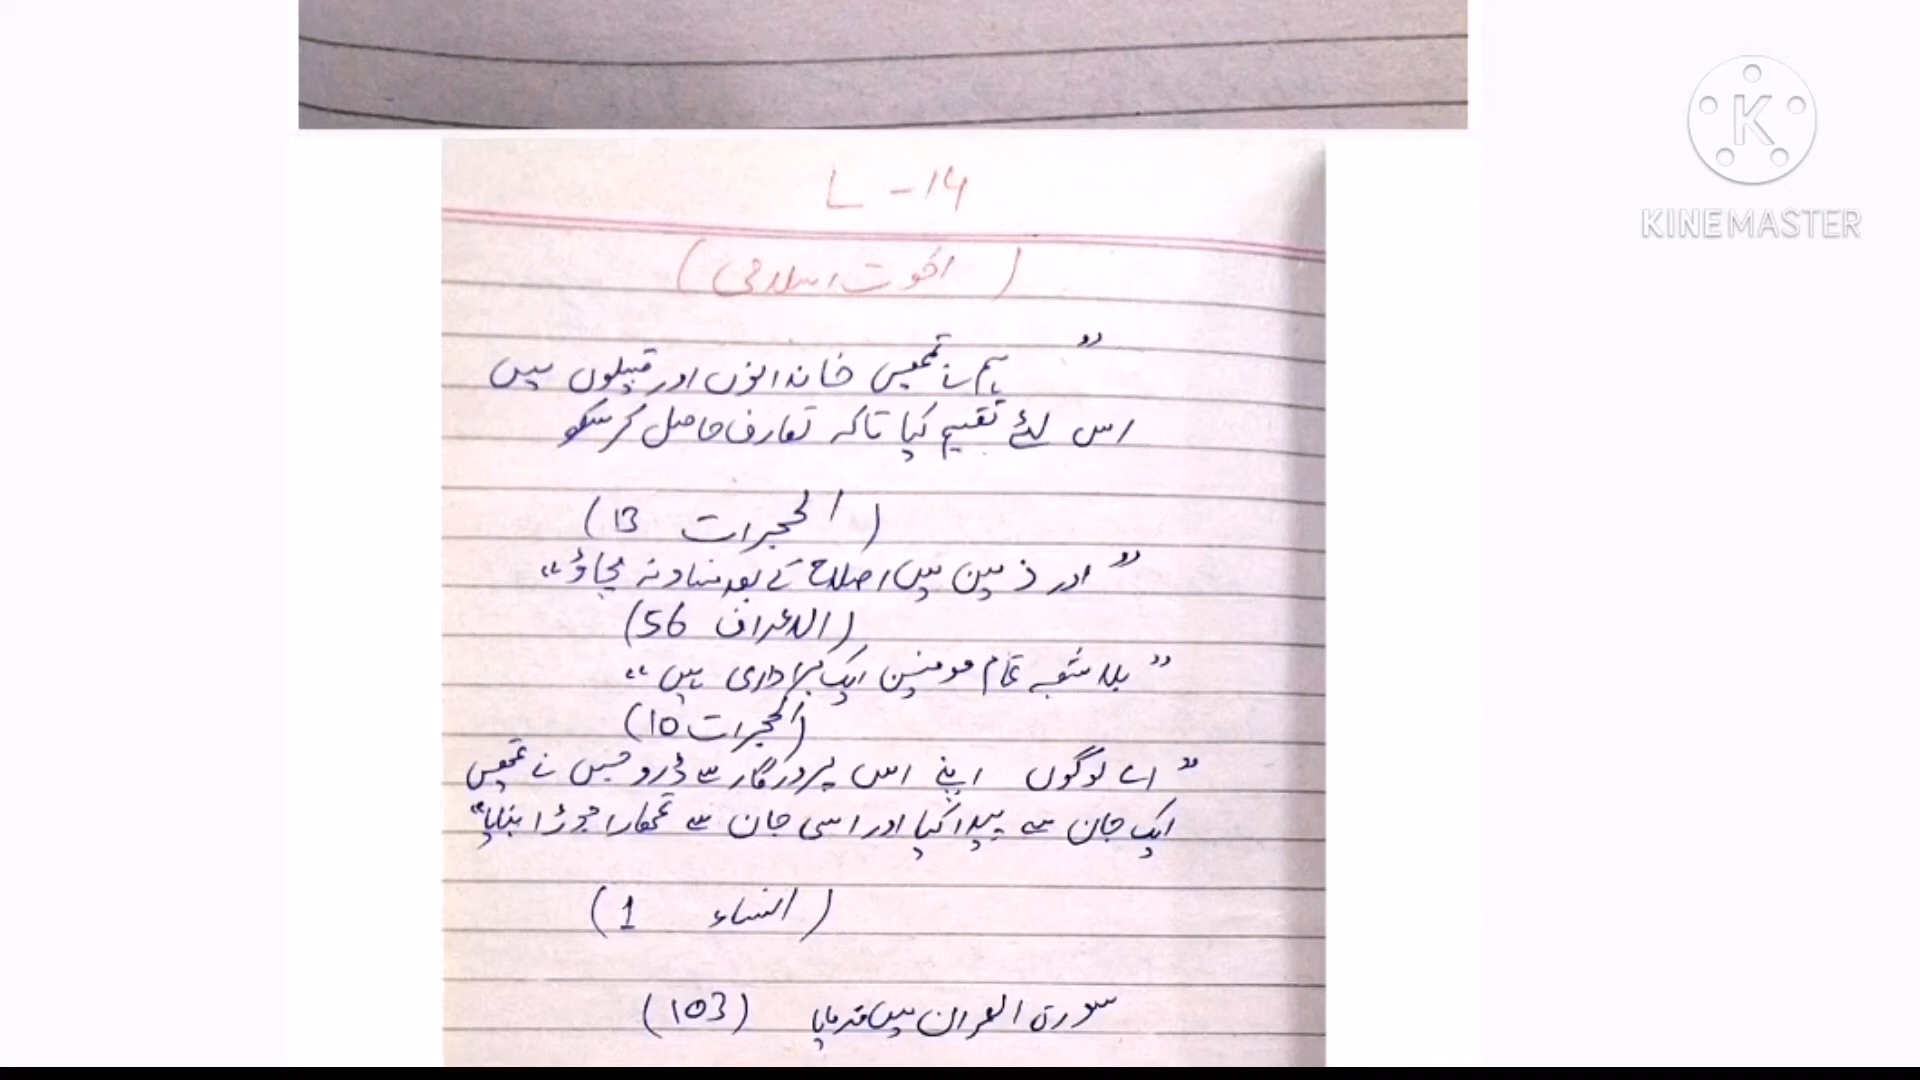 K
KINEMASTER
L - 14
( اخوت اسلامی )
" ہم نے تمھیں خاندانوں اور قبیلوں میں
اس لئے تقسیم کیا تاکہ تعارف حاصل کر سکو
( الحجرات 13 )
" اور زمین میں اصلاح کے بعد فساد نہ مچاؤ "
( الاعراف 56 )
" بلا شبہ تمام مومنین ایک برادری ہیں "
( الحجرات 10 )
" اے لوگوں اپنے اس پروردگار سے ڈرو جس نے تمھیں
ایک جان سے پیدا کیا اور اسی جان سے تمھارا جوڑا بنایا "
( النساء 1 )
سورۃ العمران میں فرمایا ( 103 )